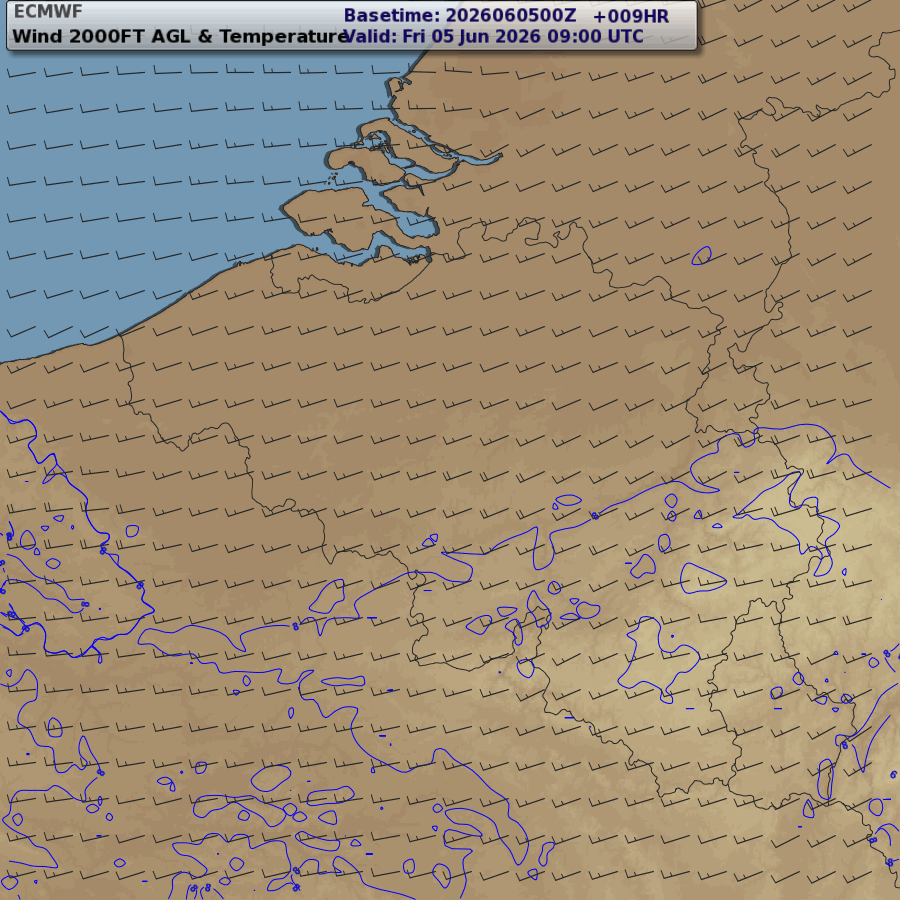 ECMWF
Basetime: 2026060500Z +009HR
Wind 2000FT AGL & Temperature
Valid: Fri 05 Jun 2026 09:00 UTC